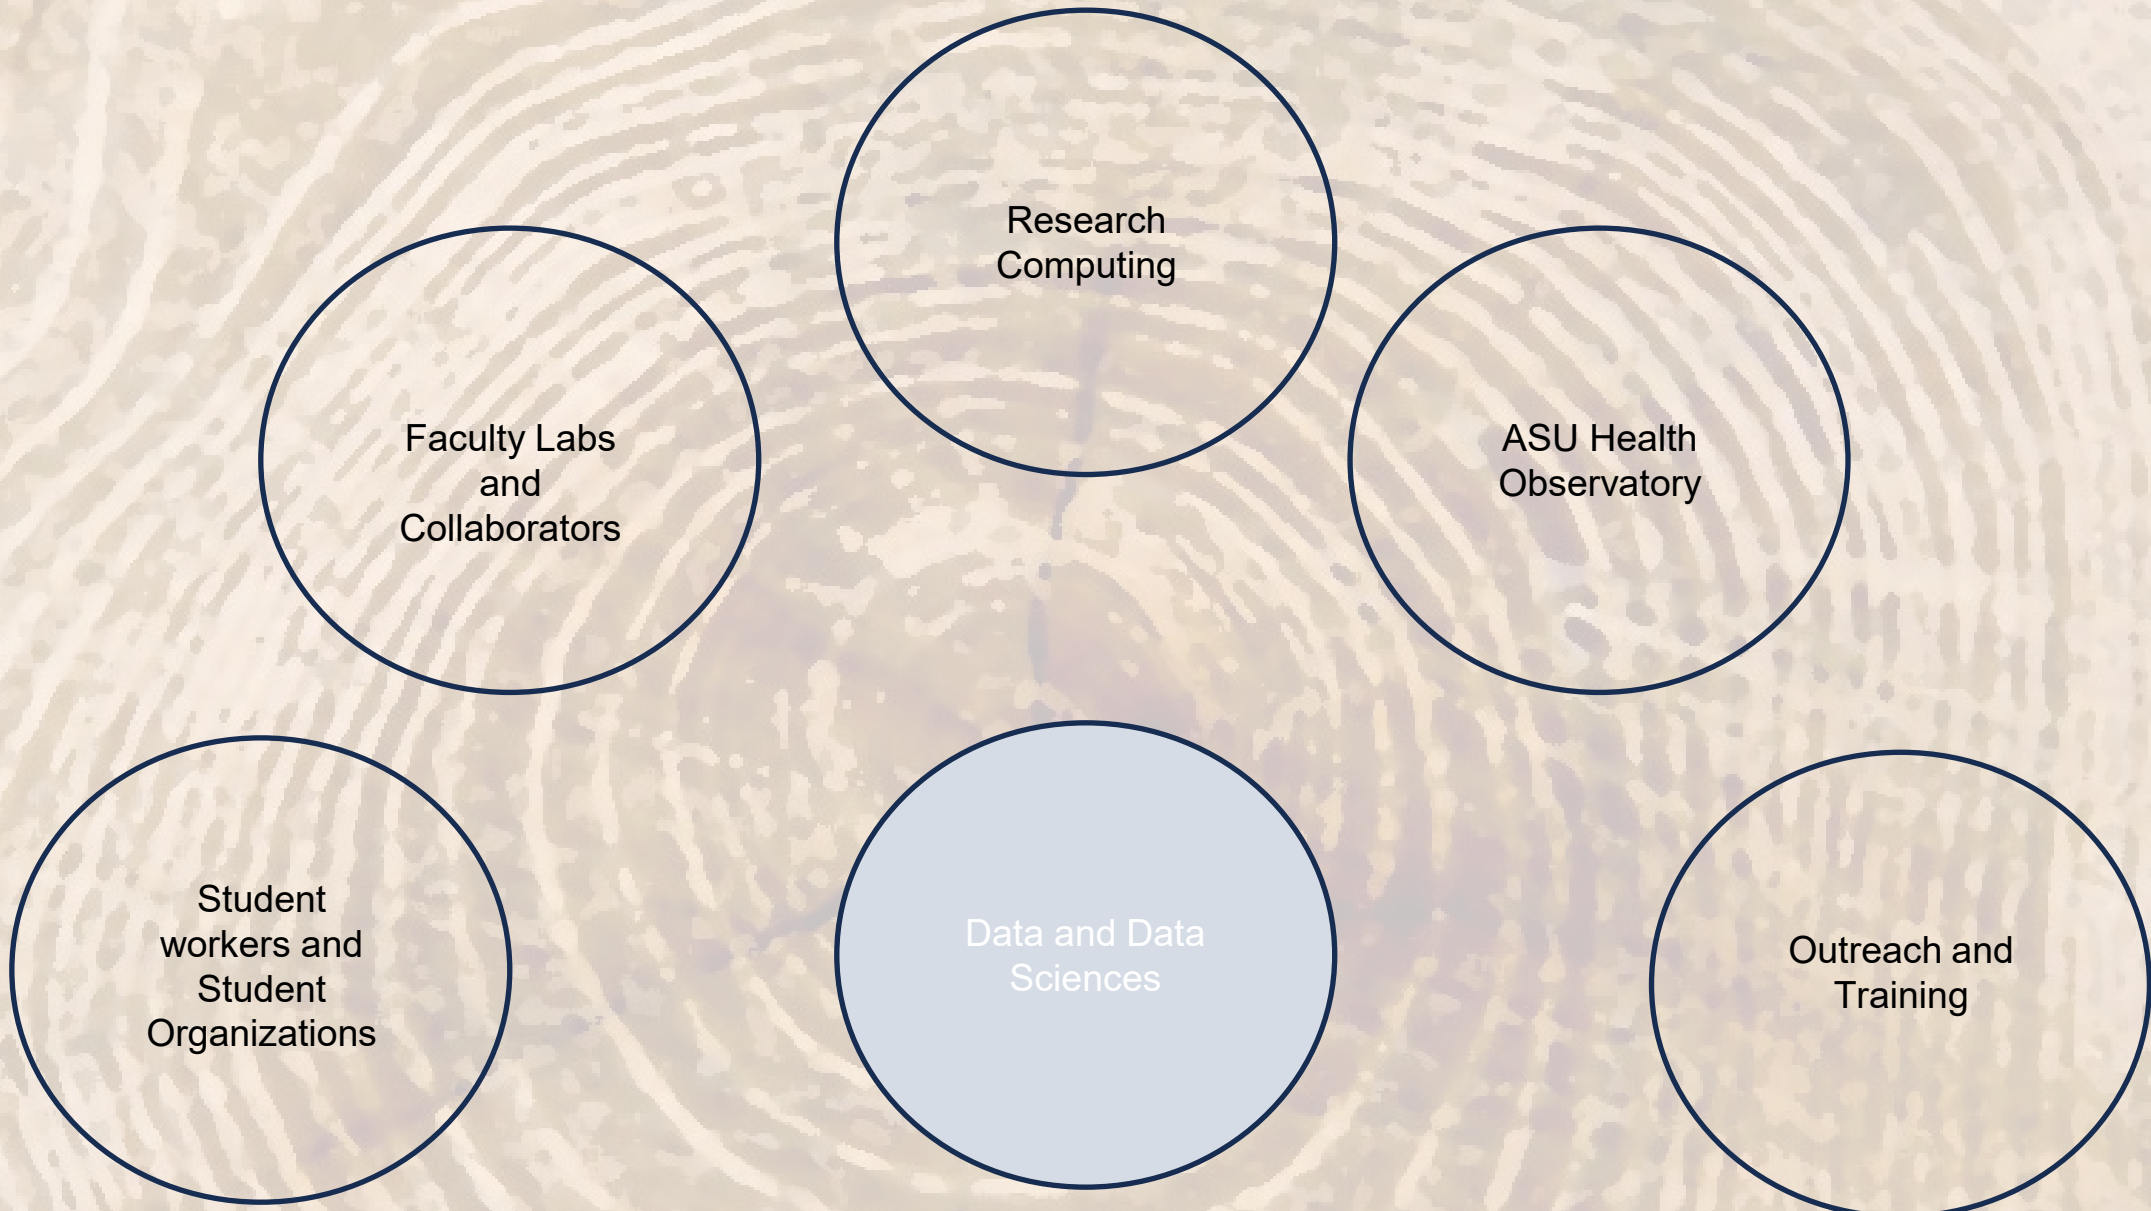 Research
Computing
Faculty Labs
and
Collaborators
ASU Health
Observatory
Student
workers and
Student
Organizations
Data and Data
Sciences
Outreach and
Training